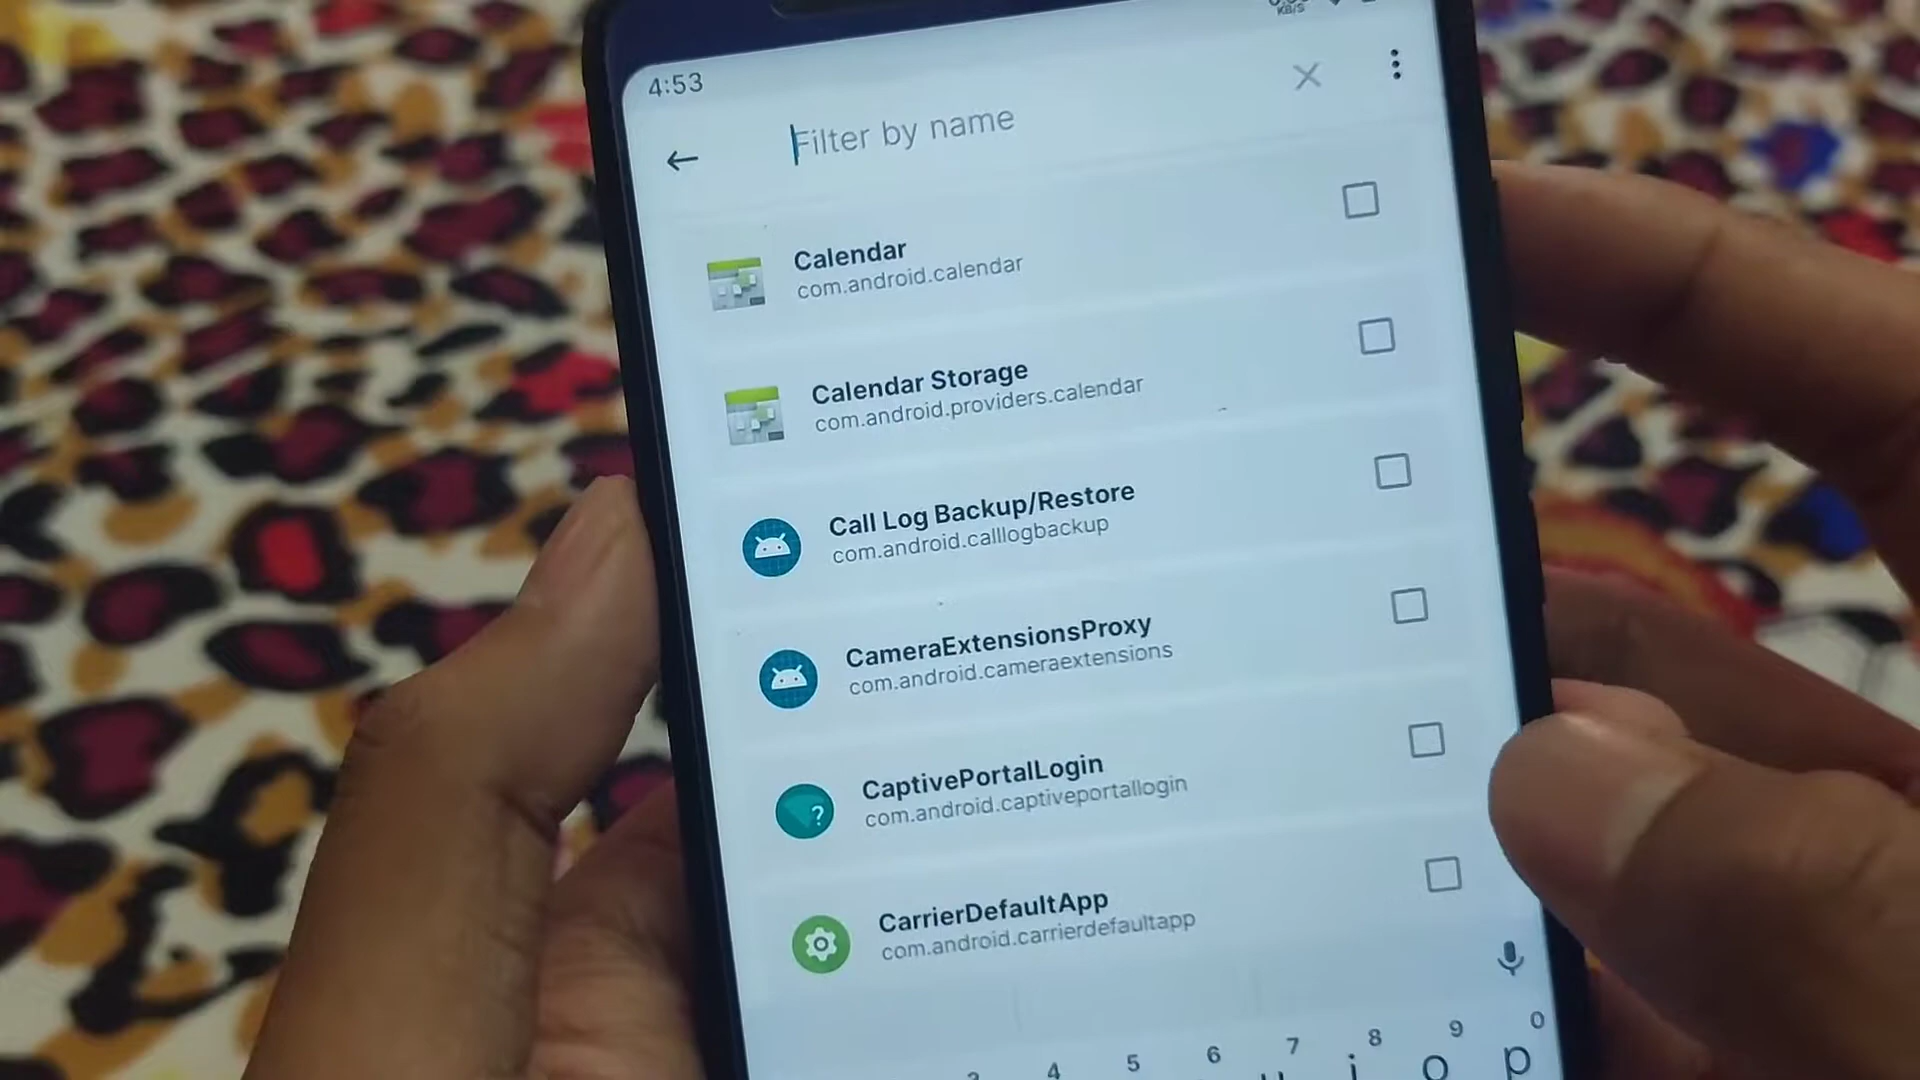 KB/S
4:53
Filter by name
Calendar
com.android.calendar
Calendar Storage
com.android.providers.calendar
Call Log Backup/Restore
com.android.calllogbackup
CameraExtensionsProxy
com.android.cameraextensions
?
CaptivePortalLogin
com.android.captiveportallogin
CarrierDefaultApp
com.android.carrierdefaultapp
4 5 6 7 8 9 0
i o p